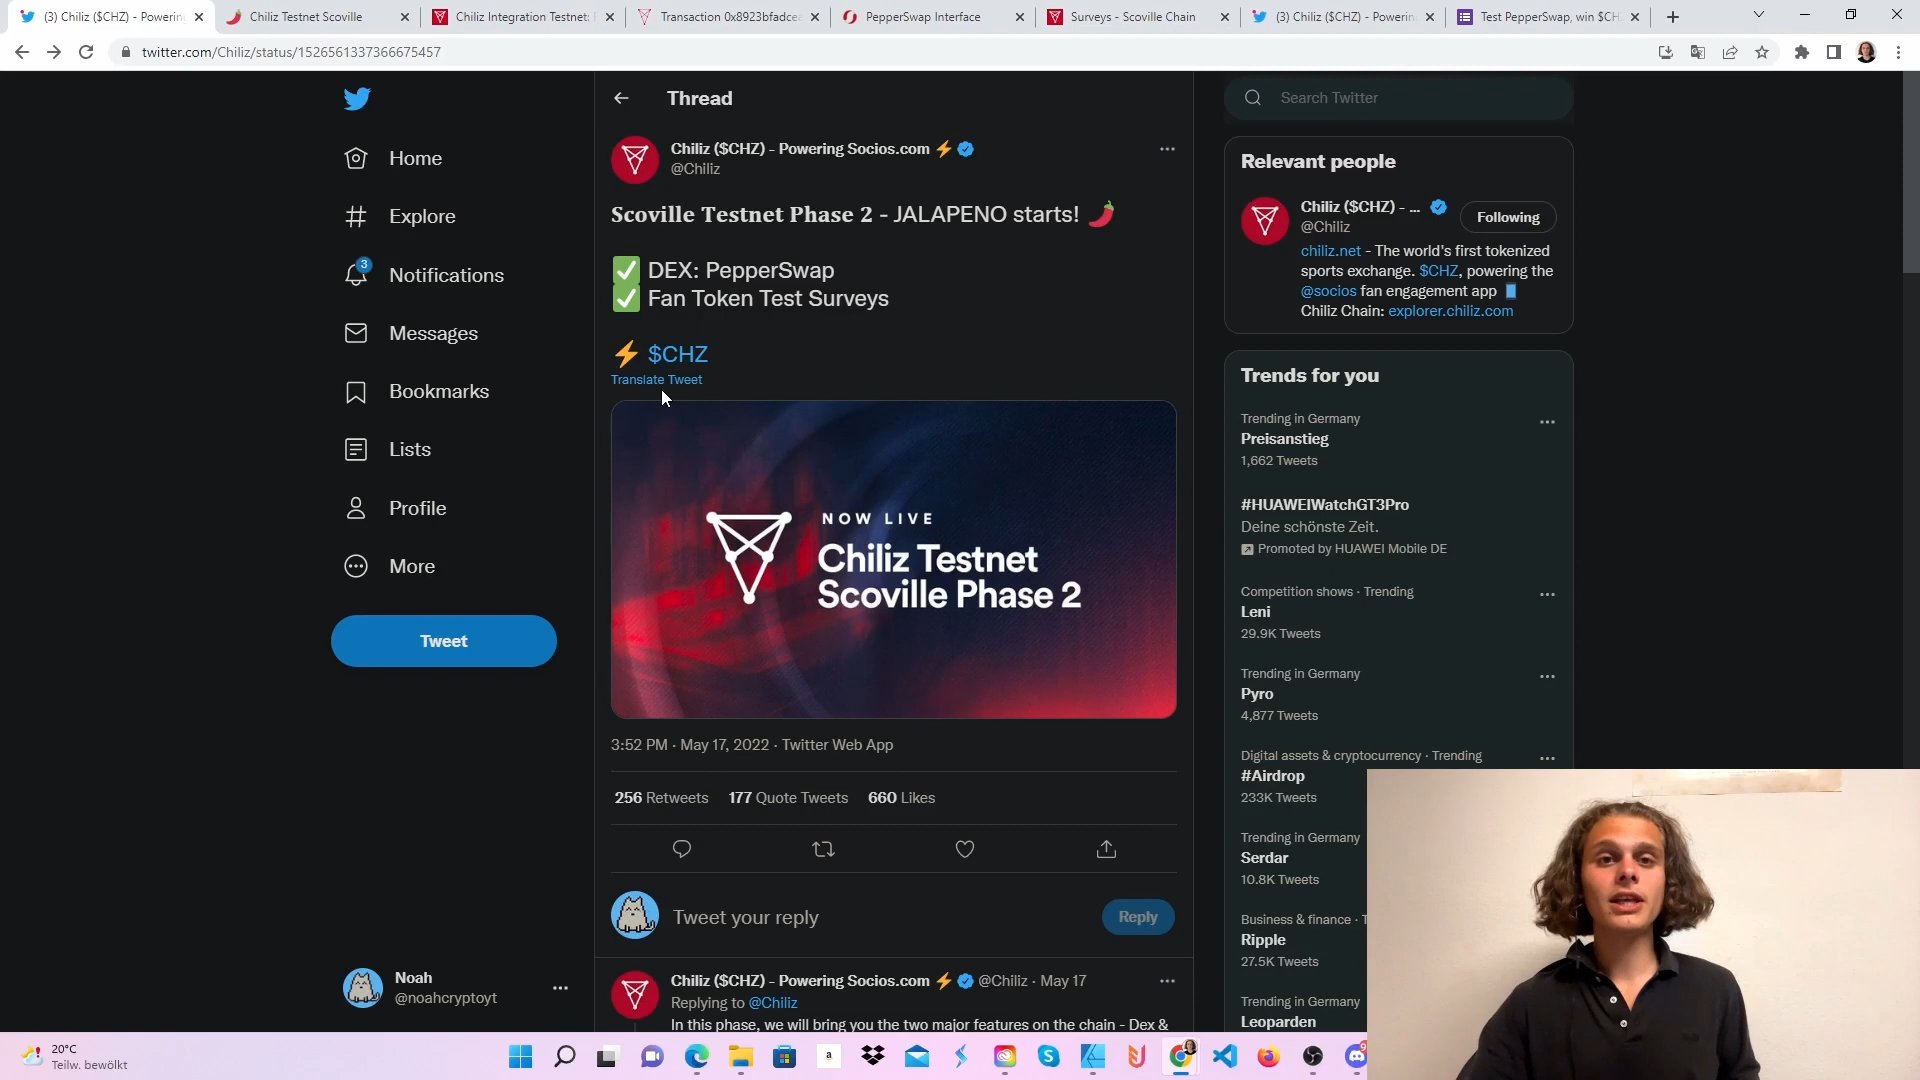 (3) Chiliz ($CHZ) - Powerin
Chiliz Testnet Scoville
Chiliz Integration Testnet:
Transaction 0x8923bfadcea
PepperSwap Interface
Surveys - Scoville Chain
(3) Chiliz ($CHZ) - Powerin
Test PepperSwap, win $CH
twitter.com/Chiliz/status/1526561337366675457
Home
Explore
3
Notifications
Messages
Bookmarks
Lists
Profile
More
Tweet
Noah
@noahcryptoyt
Thread
Chiliz ($CHZ) - Powering Socios.com
@Chiliz
Scoville Testnet Phase 2 - JALAPENO starts! 🌶️
✅ DEX: PepperSwap
✅ Fan Token Test Surveys
⚡ $CHZ
Translate Tweet
NOW LIVE
Chiliz Testnet
Scoville Phase 2
3:52 PM · May 17, 2022 · Twitter Web App
256 Retweets 177 Quote Tweets 660 Likes
Tweet your reply
Reply
Chiliz ($CHZ) - Powering Socios.com ⚡ @Chiliz · May 17
Replying to @Chiliz
In this phase, we will bring you the two major features on the chain - Dex &
Search Twitter
Relevant people
Chiliz ($CHZ) - ...
@Chiliz
Following
chiliz.net - The world's first tokenized
sports exchange. $CHZ, powering the
@socios fan engagement app
Chiliz Chain: explorer.chiliz.com
Trends for you
Trending in Germany
Preisanstieg
1,662 Tweets
#HUAWEIWatchGT3Pro
Deine schönste Zeit.
Promoted by HUAWEI Mobile DE
Competition shows · Trending
Leni
29.9K Tweets
Trending in Germany
Pyro
4,877 Tweets
Digital assets & cryptocurrency · Trending
#Airdrop
233K Tweets
Trending in Germany
Serdar
10.8K Tweets
Business & finance ·
Ripple
27.5K Tweets
Trending in Germany
Leoparden
20°C
Teilw. bewölkt